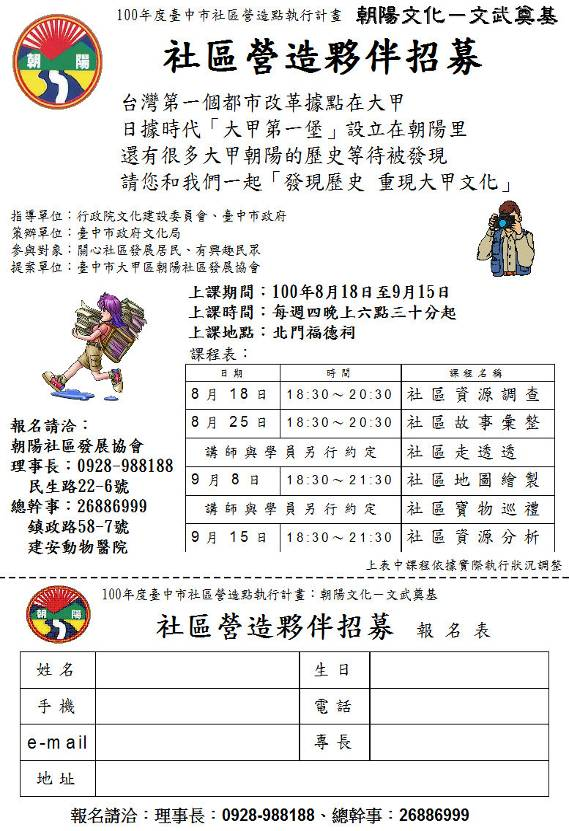 100年度臺中市社區營造點執行計畫 朝陽文化－文武奠基
朝陽
社區營造夥伴招募
台灣第一個都市改革據點在大甲
日據時代「大甲第一堡」設立在朝陽里
還有很多大甲朝陽的歷史等待被發現
請您和我們一起「發現歷史 重現大甲文化」
指導單位：行政院文化建設委員會、臺中市政府
策辦單位：臺中市政府文化局
參與對象：關心社區發展居民、有興趣民眾
提案單位：臺中市大甲區朝陽社區發展協會
上課期間：100年8月18日至9月15日
上課時間：每週四晚上六點三十分起
上課地點：北門福德祠
課程表：
日期 時間 課程名稱
8月18日 18:30～20:30 社區資源調查
8月25日 18:30～20:30 社區故事彙整
講師與學員另行約定 社區走透透
9月8日 18:30～21:30 社區地圖繪製
講師與學員另行約定 社區寶物巡禮
9月15日 18:30～21:30 社區資源分析
上表中課程依據實際執行狀況調整
報名請洽：
朝陽社區發展協會
理事長：0928-988188
民生路22-6號
總幹事：26886999
鎮政路58-7號
建安動物醫院
100年度臺中市社區營造點執行計畫：朝陽文化－文武奠基
朝陽
社區營造夥伴招募 報名表
姓名 生日
手機 電話
e-mail 專長
地址
報名請洽：理事長：0928-988188、總幹事：26886999